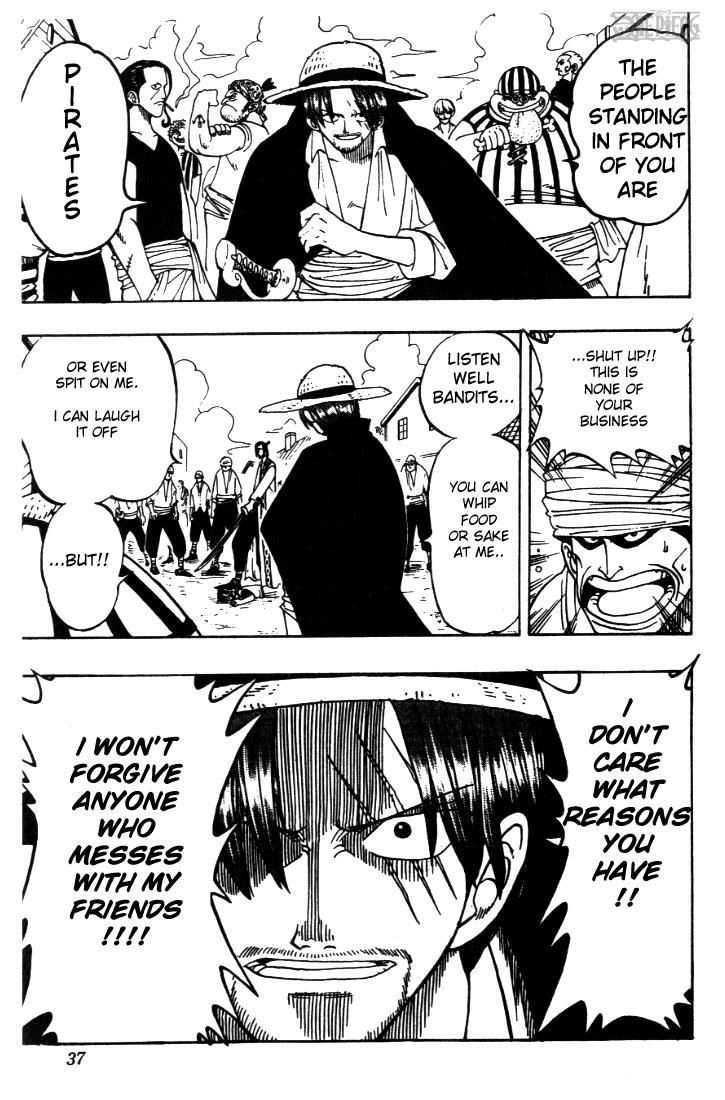 THE
PEOPLE
STANDING
IN FRONT
OF YOU
ARE
PIRATES
...SHUT UP!!
THIS IS
NONE OF
YOUR
BUSINESS
LISTEN
WELL
BANDITS...
YOU CAN
WHIP
FOOD
OR SAKE
AT ME..
OR EVEN
SPIT ON ME.
I CAN LAUGH
IT OFF
...BUT!!
I
DON'T
CARE
WHAT
REASONS
YOU
HAVE
!!
I WON'T
FORGIVE
ANYONE
WHO
MESSES
WITH MY
FRIENDS
!!!!
37